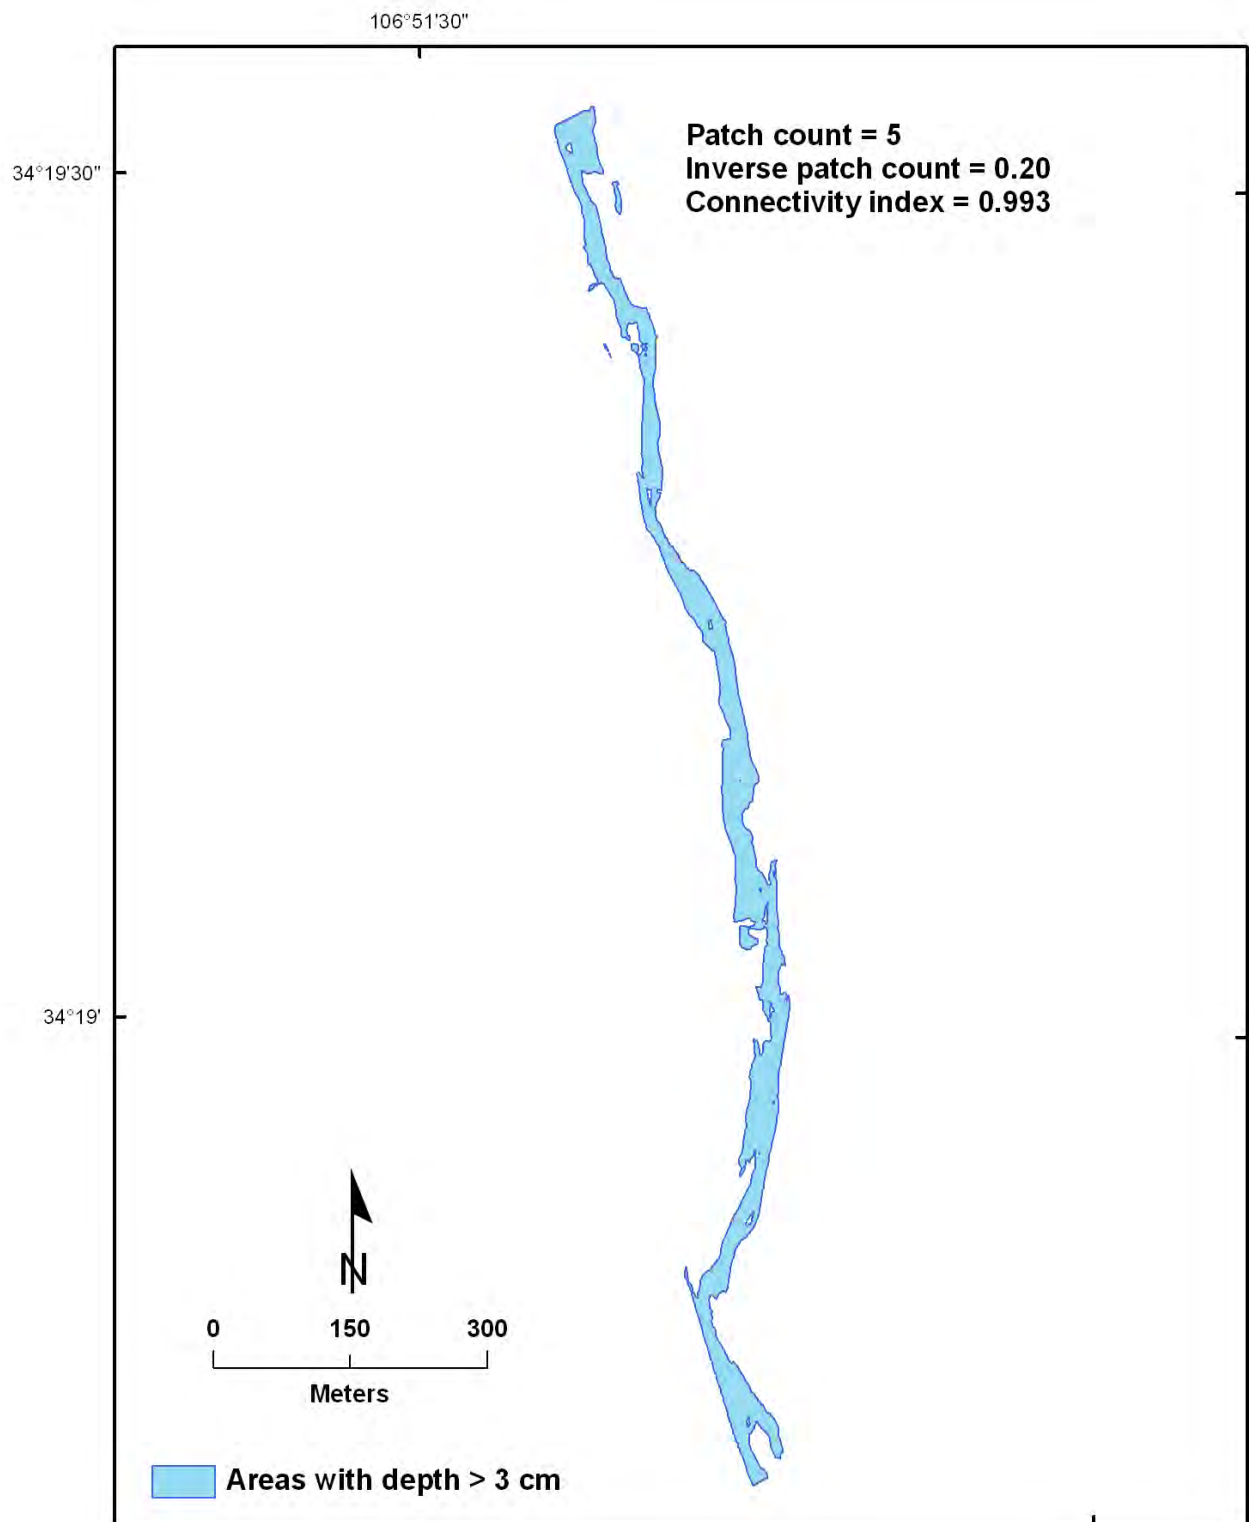 106°51'30"
Patch count = 5
Inverse patch count = 0.20
Connectivity index = 0.993
34°19'30"
34°19'
N
0 150 300
Meters
Areas with depth > 3 cm